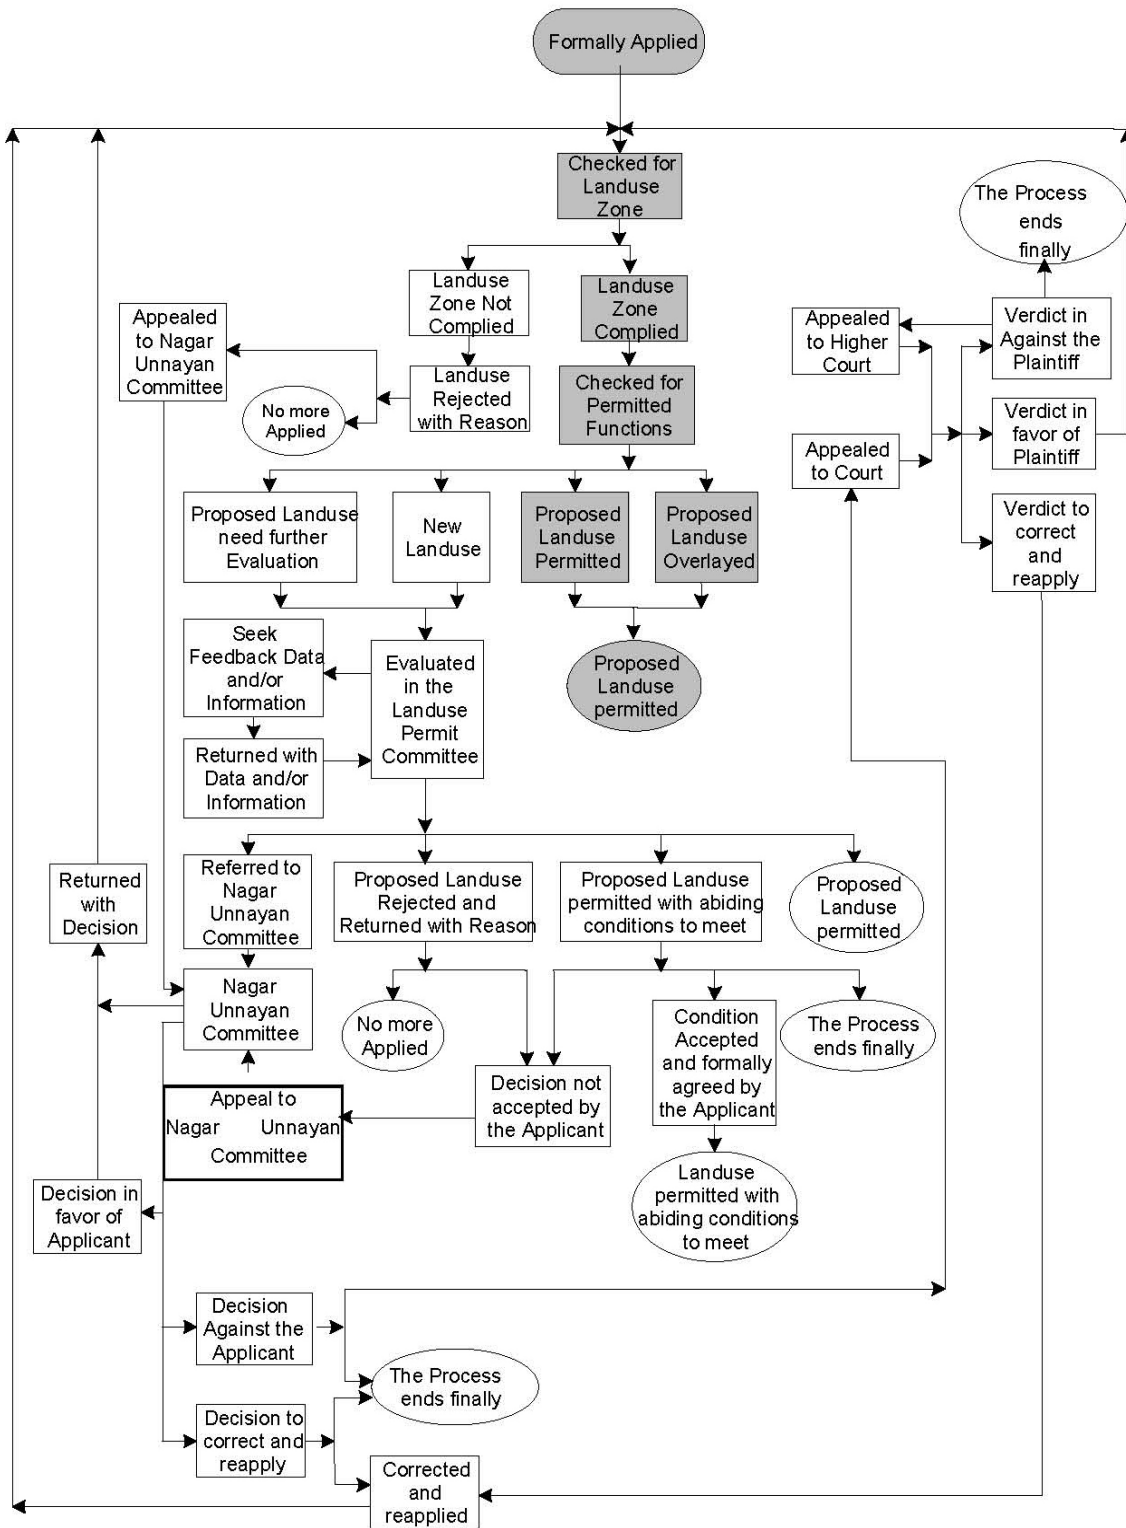 Formally Applied
Checked for
Landuse
Zone
The Process
ends
finally
Landuse
Zone Not
Complied
Landuse
Zone
Complied
Appealed
to Nagar
Unnayan
Committee
Appealed
to Higher
Court
Verdict in
Against the
Plaintiff
Landuse
Rejected
with Reason
Checked for
Permitted
Functions
No more
Applied
Verdict in
favor of
Plaintiff
Appealed
to Court
Proposed Landuse
need further
Evaluation
New
Landuse
Proposed
Landuse
Permitted
Proposed
Landuse
Overlayed
Verdict to
correct
and
reapply
Seek
Feedback Data
and/or
Information
Evaluated
in the
Landuse
Permit
Committee
Proposed
Landuse
permitted
Returned with
Data and/or
Information
Returned
with
Decision
Referred to
Nagar
Unnayan
Committee
Proposed Landuse
Rejected and
Returned with Reason
Proposed Landuse
permitted with abiding
conditions to meet
Proposed
Landuse
permitted
Nagar
Unnayan
Committee
No more
Applied
Condition
Accepted
and formally
agreed by
the Applicant
The Process
ends finally
Decision not
accepted by
the Applicant
Appeal to
Nagar Unnayan
Committee
Landuse
permitted with
abiding conditions
to meet
Decision in
favor of
Applicant
Decision
Against the
Applicant
The Process
ends finally
Decision to
correct and
reapply
Corrected
and
reapplied